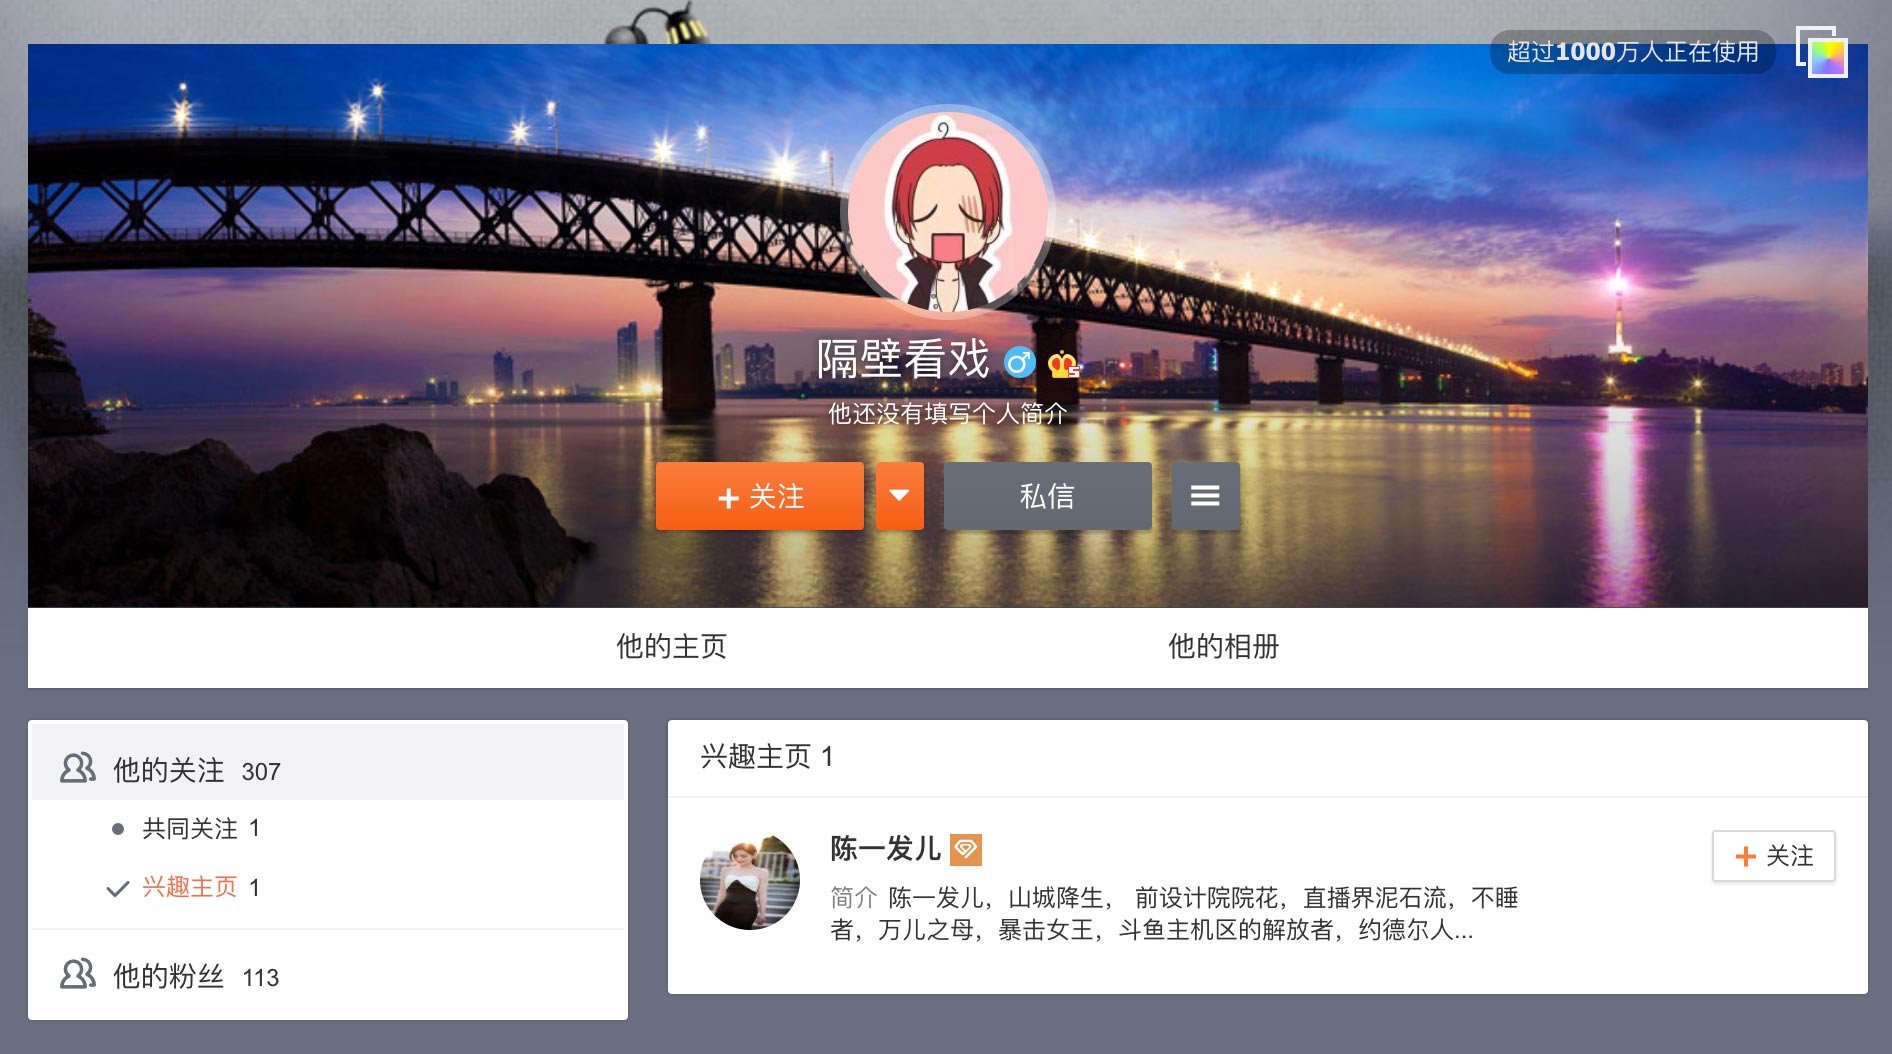 超过1000万人正在使用
隔壁看戏
他还没有填写个人简介
+ 关注
私信
他的主页
他的相册
他的关注 307
共同关注 1
兴趣主页 1
他的粉丝 113
兴趣主页 1
陈一发儿
+ 关注
简介 陈一发儿，山城降生， 前设计院院花，直播界泥石流，不睡
者，万儿之母，暴击女王，斗鱼主机区的解放者，约德尔人...